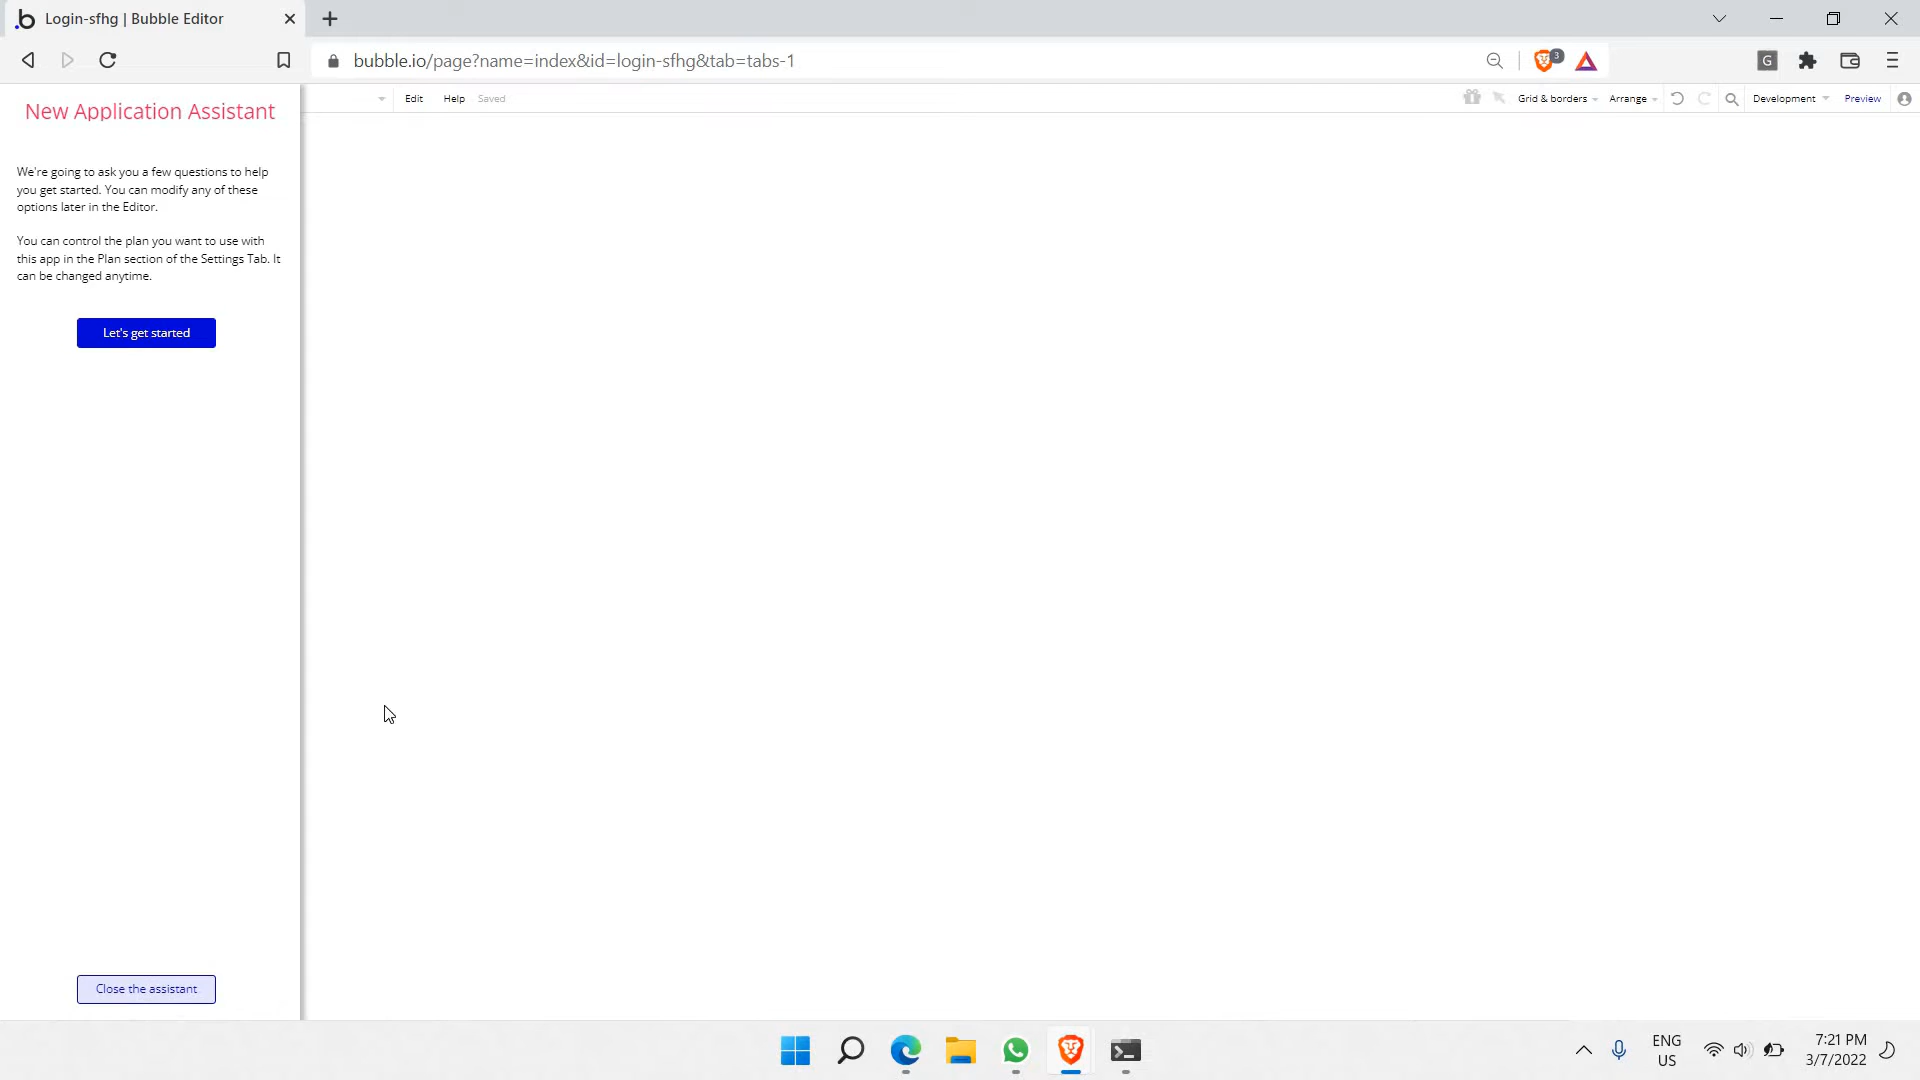 Login-sfhg | Bubble Editor
bubble.io/page?name=index&id=login-sfhg&tab=tabs-1
3
G
New Application Assistant
Edit
Help
Saved
Grid & borders
Arrange
Development
Preview
We're going to ask you a few questions to help
you get started. You can modify any of these
options later in the Editor.
You can control the plan you want to use with
this app in the Plan section of the Settings Tab. It
can be changed anytime.
Let's get started
Close the assistant
ENG
US
7:21 PM
3/7/2022